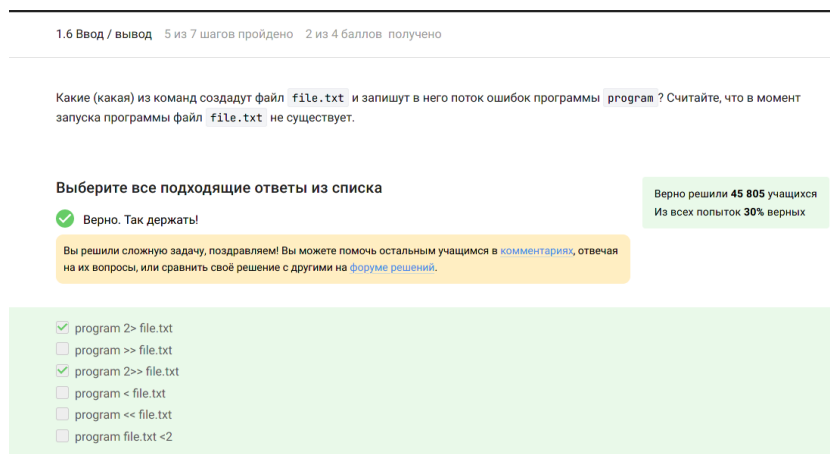 1.6 Ввод / вывод 5 из 7 шагов пройдено 2 из 4 баллов получено
Какие (какая) из команд создадут файл file.txt и запишут в него поток ошибок программы program ? Считайте, что в момент
запуска программы файл file.txt не существует.
Выберите все подходящие ответы из списка
Верно решили 45 805 учащихся
Из всех попыток 30% верных
Верно. Так держать!
Вы решили сложную задачу, поздравляем! Вы можете помочь остальным учащимся в комментариях, отвечая
на их вопросы, или сравнить своё решение с другими на форуме решений.
program 2> file.txt
program >> file.txt
program 2>> file.txt
program < file.txt
program << file.txt
program file.txt <2